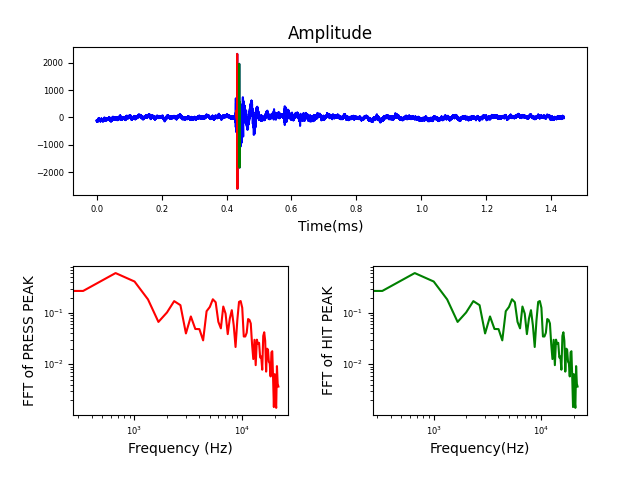 Amplitude
2000
1000
0
−1000
−2000
0.0 0.2 0.4 0.6 0.8 1.0 1.2 1.4
Time(ms)
FFT of PRESS PEAK
10⁻¹
10⁻²
10³ 10⁴
Frequency (Hz)
FFT of HIT PEAK
10⁻¹
10⁻²
10³ 10⁴
Frequency(Hz)